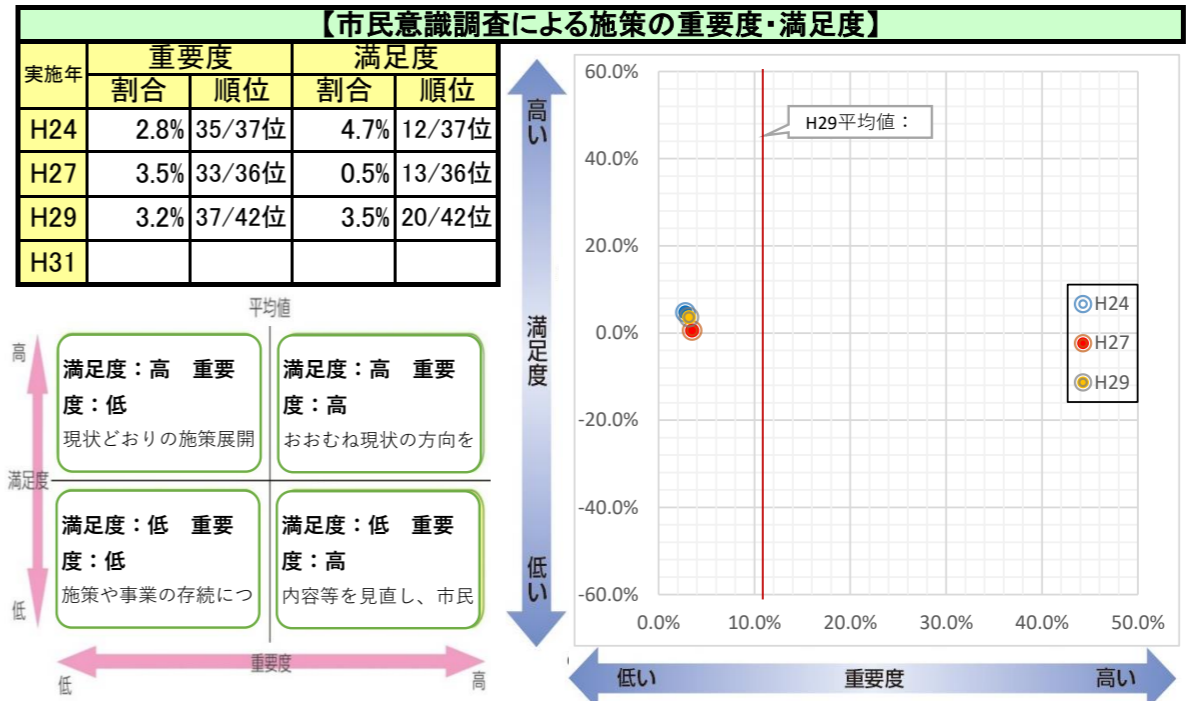 【市民意識調査による施策の重要度・満足度】
実施年 重要度 満足度
割合 順位 割合 順位
H24 2.8% 35/37位 4.7% 12/37位
H27 3.5% 33/36位 0.5% 13/36位
H29 3.2% 37/42位 3.5% 20/42位
H31
平均値
高
満足度：高　重要
度：低
現状どおりの施策展開
満足度：高　重要
度：高
おおむね現状の方向を
満足度
満足度：低　重要
度：低
施策や事業の存続につ
満足度：低　重要
度：高
内容等を見直し、市民
低
重要度
低
高
高い
満足度
低い
60.0%
40.0%
20.0%
0.0%
-20.0%
-40.0%
-60.0%
H29平均値：
H24
H27
H29
0.0% 10.0% 20.0% 30.0% 40.0% 50.0%
低い 重要度 高い